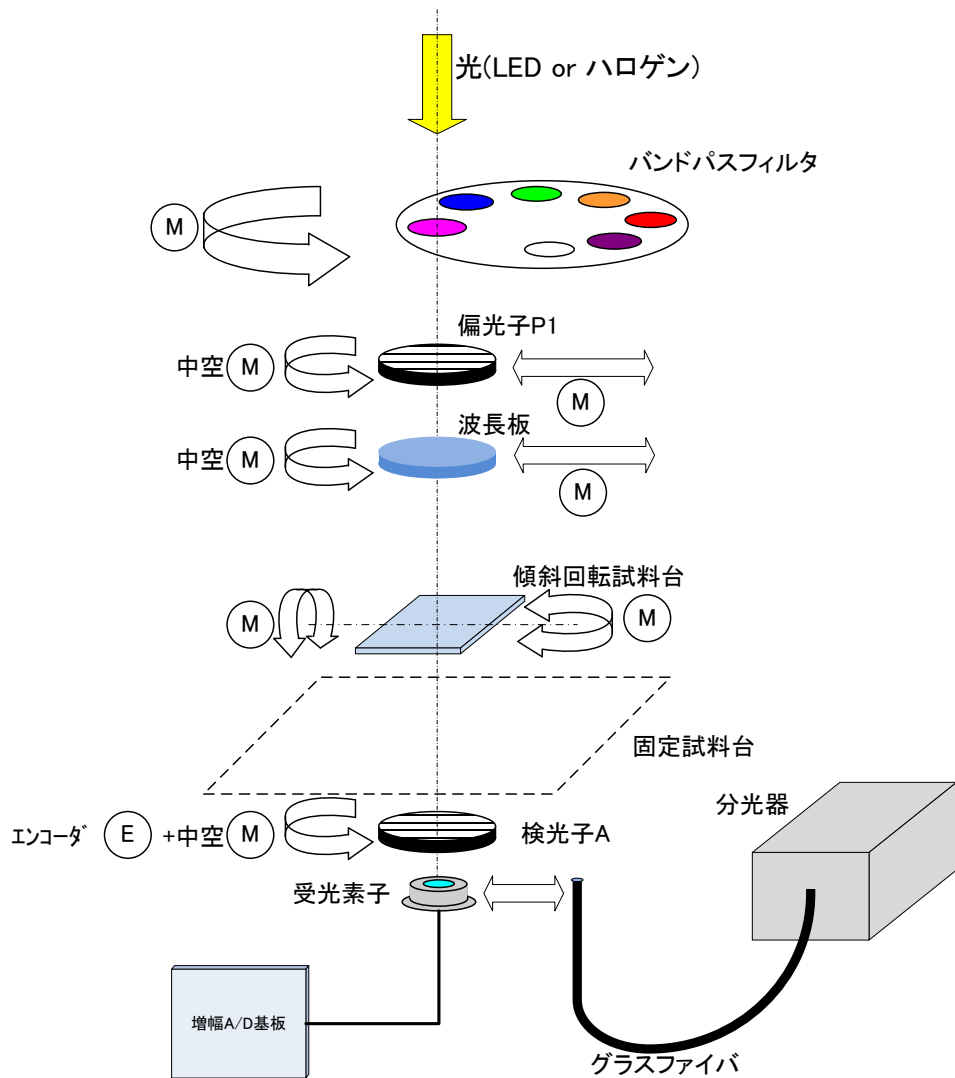 光(LED or ハロゲン)
バンドパスフィルタ
M
偏光子P1
中空 M
M
波長板
中空 M
M
傾斜回転試料台
M
M
固定試料台
分光器
エンコーダ E +中空 M
検光子A
受光素子
増幅A/D基板
グラスファイバ